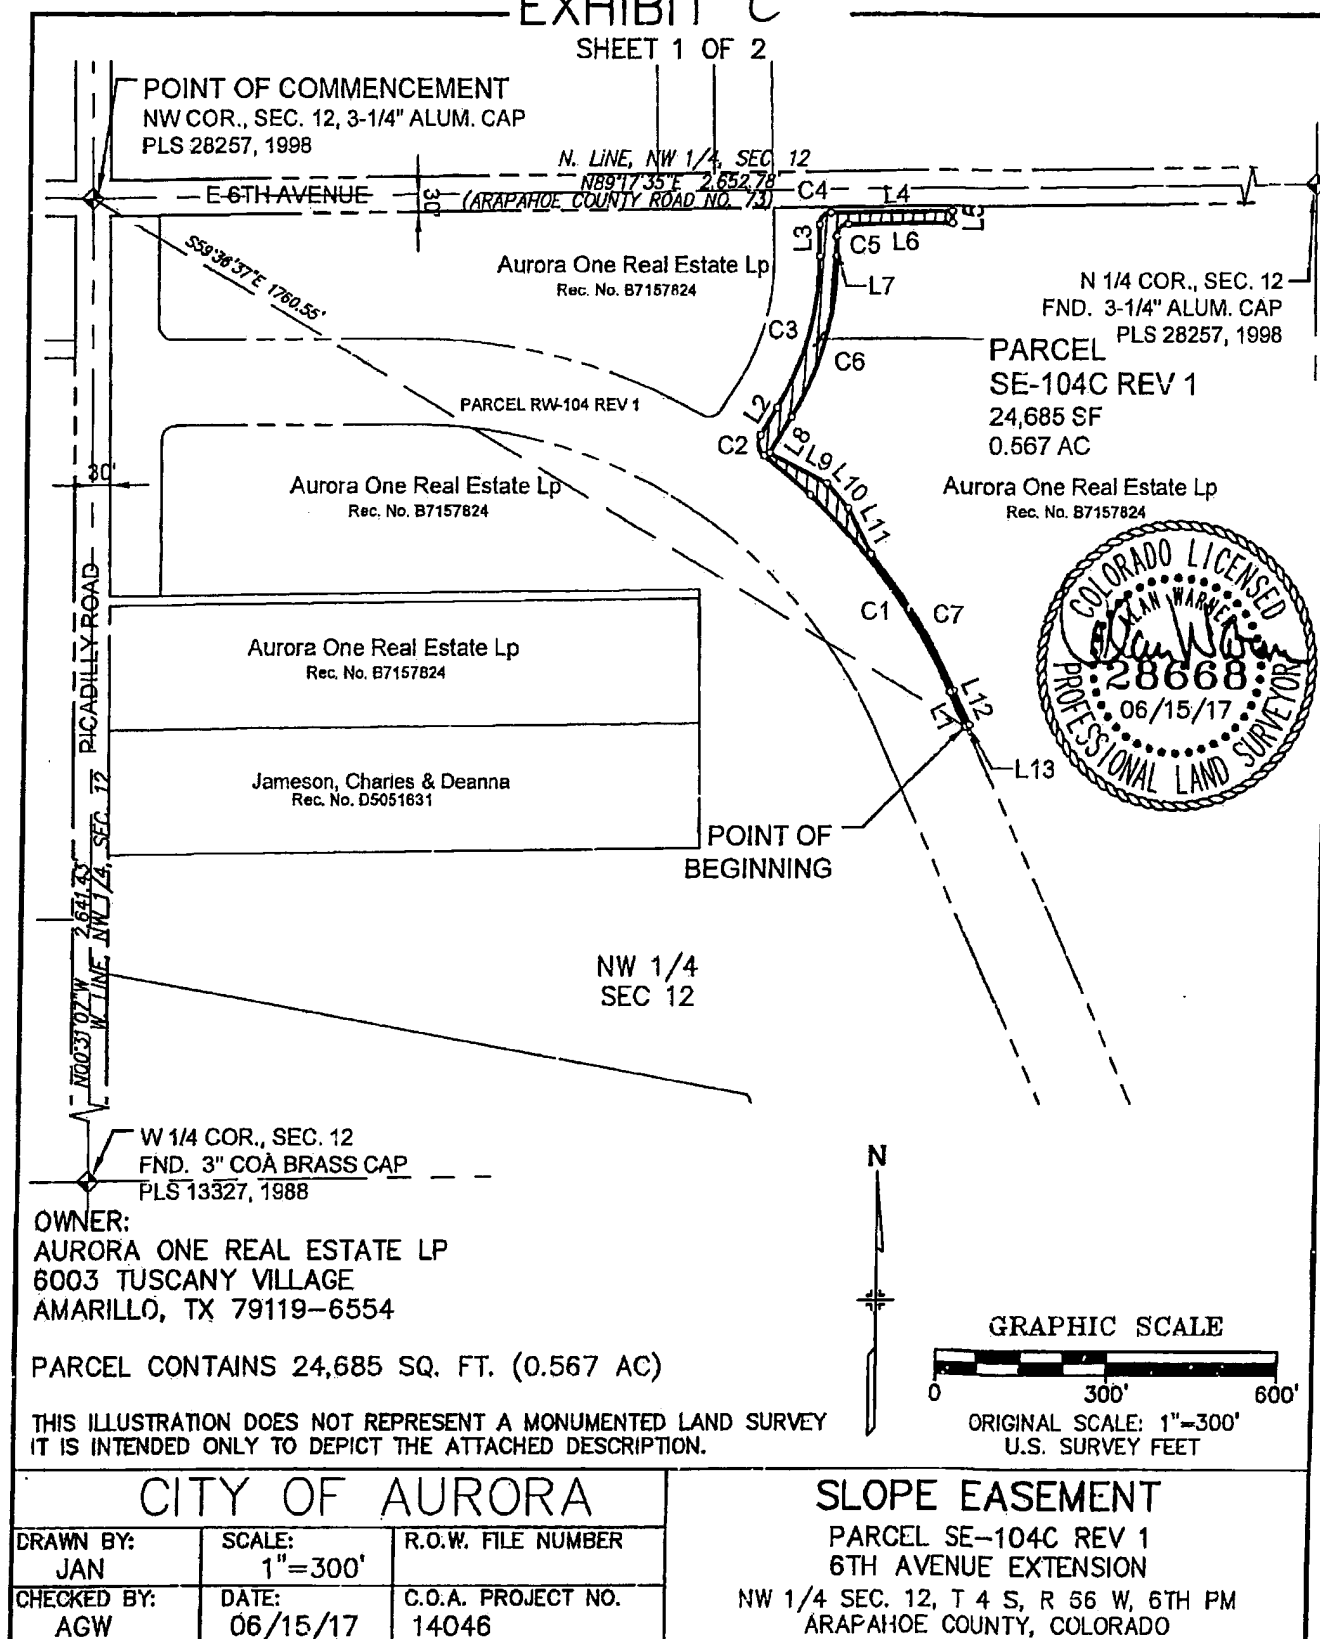 EXHIBIT C
SHEET 1 OF 2
POINT OF COMMENCEMENT
NW COR., SEC. 12, 3-1/4" ALUM. CAP
PLS 28257, 1998
N. LINE, NW 1/4, SEC 12
N89°17'35"E 2,652.78
E 6TH AVENUE
30'
(ARAPAHOE COUNTY ROAD NO. 73)
C4
L4
L5
L3
C5
L6
L7
S59°36'37"E 1760.55'
Aurora One Real Estate Lp
Rec. No. B7157824
N 1/4 COR., SEC. 12
FND. 3-1/4" ALUM. CAP
PLS 28257, 1998
C3
C6
PARCEL
SE-104C REV 1
24,685 SF
0.567 AC
PARCEL RW-104 REV 1
L2
C2
L8
L9
L10
L11
30'
Aurora One Real Estate Lp
Rec. No. B7157824
Aurora One Real Estate Lp
Rec. No. B7157824
COLORADO LICENSED
ALAN WARNER
28668
06/15/17
PROFESSIONAL LAND SURVEYOR
C1
C7
PICADILLY ROAD
Aurora One Real Estate Lp
Rec. No. B7157824
L12
L1
L13
Jameson, Charles & Deanna
Rec. No. D5051631
POINT OF
BEGINNING
N00°31'02"W 2,641.43'
W LINE NW 1/4, SEC. 12
NW 1/4
SEC 12
W 1/4 COR., SEC. 12
FND. 3" COA BRASS CAP
PLS 13327, 1988
N
OWNER:
AURORA ONE REAL ESTATE LP
6003 TUSCANY VILLAGE
AMARILLO, TX 79119-6554
GRAPHIC SCALE
0 300' 600'
ORIGINAL SCALE: 1"=300'
U.S. SURVEY FEET
PARCEL CONTAINS 24,685 SQ. FT. (0.567 AC)
THIS ILLUSTRATION DOES NOT REPRESENT A MONUMENTED LAND SURVEY
IT IS INTENDED ONLY TO DEPICT THE ATTACHED DESCRIPTION.
CITY OF AURORA
DRAWN BY:
JAN
SCALE:
1"=300'
R.O.W. FILE NUMBER
CHECKED BY:
AGW
DATE:
06/15/17
C.O.A. PROJECT NO.
14046
SLOPE EASEMENT
PARCEL SE-104C REV 1
6TH AVENUE EXTENSION
NW 1/4 SEC. 12, T 4 S, R 66 W, 6TH PM
ARAPAHOE COUNTY, COLORADO